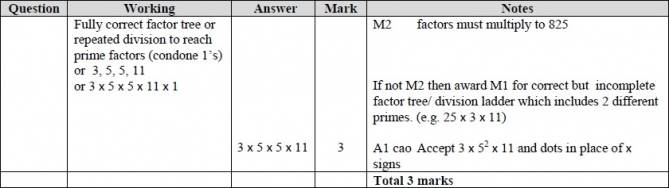 Question Working Answer Mark Notes
Fully correct factor tree or
repeated division to reach
prime factors (condone 1's)
or 3, 5, 5, 11
or 3 x 5 x 5 x 11 x 1
M2 factors must multiply to 825
If not M2 then award M1 for correct but incomplete
factor tree/ division ladder which includes 2 different
primes. (e.g. 25 x 3 x 11)
3 x 5 x 5 x 11 3 A1 cao Accept 3 x 5² x 11 and dots in place of x
signs
Total 3 marks